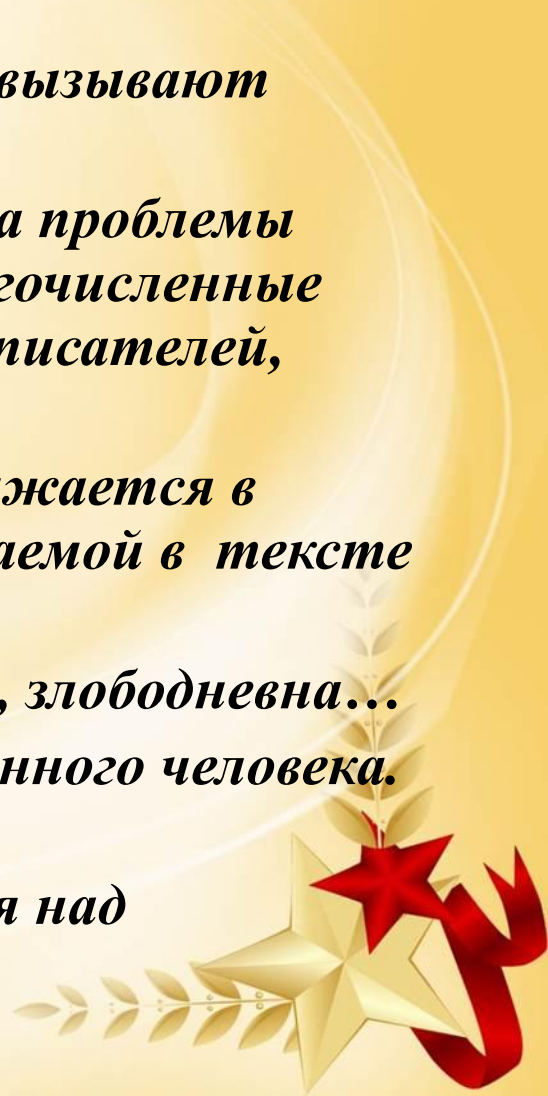 вызывают
а проблемы
гочисленные
писателей,
жается в
аемой в тексте
, злободневна…
нного человека.
я над